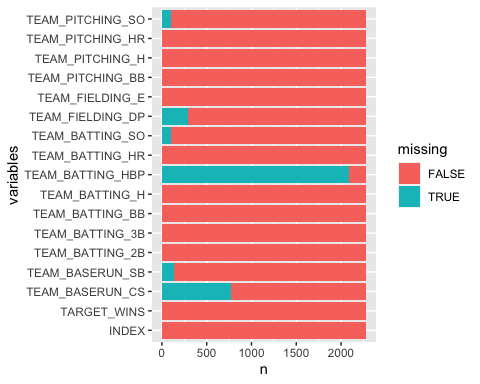 TEAM_PITCHING_SO
TEAM_PITCHING_HR
TEAM_PITCHING_H
TEAM_PITCHING_BB
TEAM_FIELDING_E
TEAM_FIELDING_DP
TEAM_BATTING_SO
TEAM_BATTING_HR
TEAM_BATTING_HBP
TEAM_BATTING_H
TEAM_BATTING_BB
TEAM_BATTING_3B
TEAM_BATTING_2B
TEAM_BASERUN_SB
TEAM_BASERUN_CS
TARGET_WINS
INDEX
variables
0 500 1000 1500 2000
n
missing
FALSE
TRUE